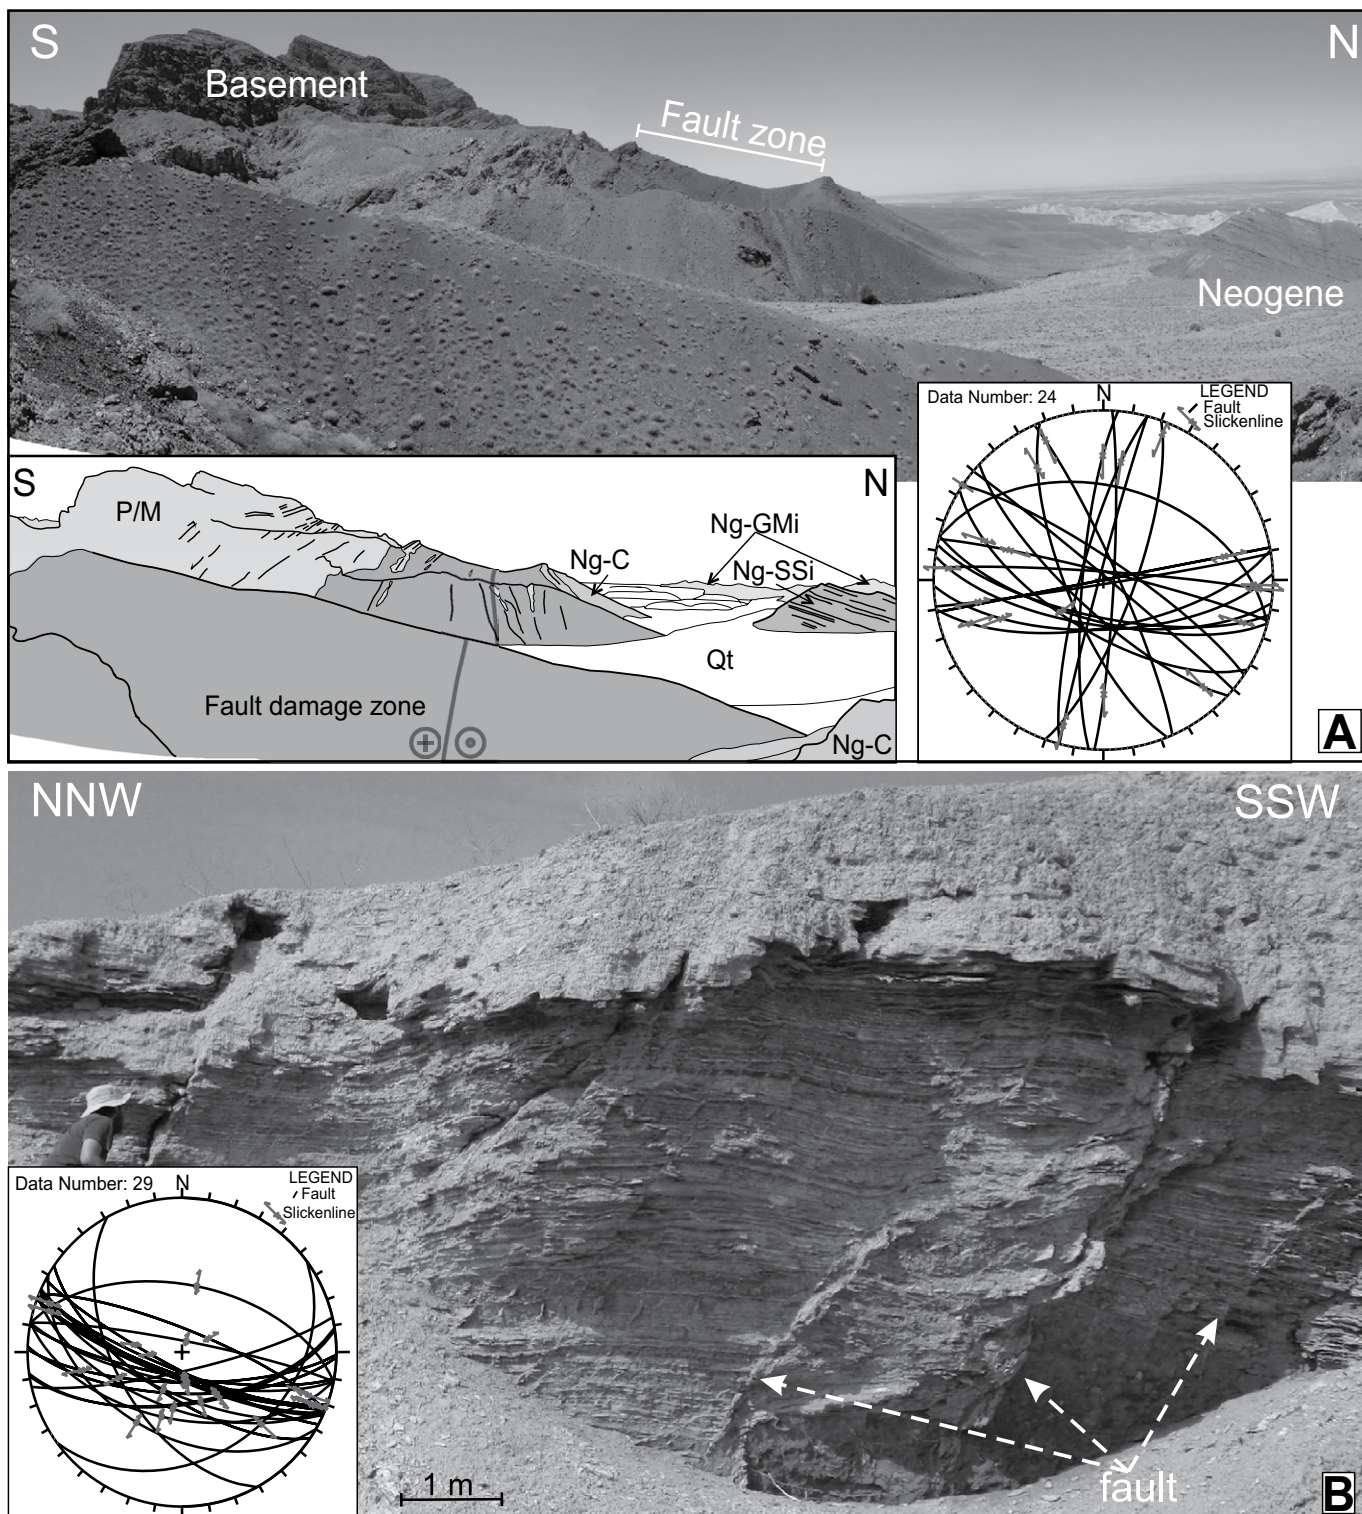 S
N
Basement
Fault zone
Neogene
Data Number: 24
N
LEGEND
Fault
Slickenline
S
N
P/M
Ng-GMi
Ng-C
Ng-SSi
Qt
Fault damage zone
Ng-C
A
NNW
SSW
Data Number: 29
N
LEGEND
Fault
Slickenline
1 m
fault
B